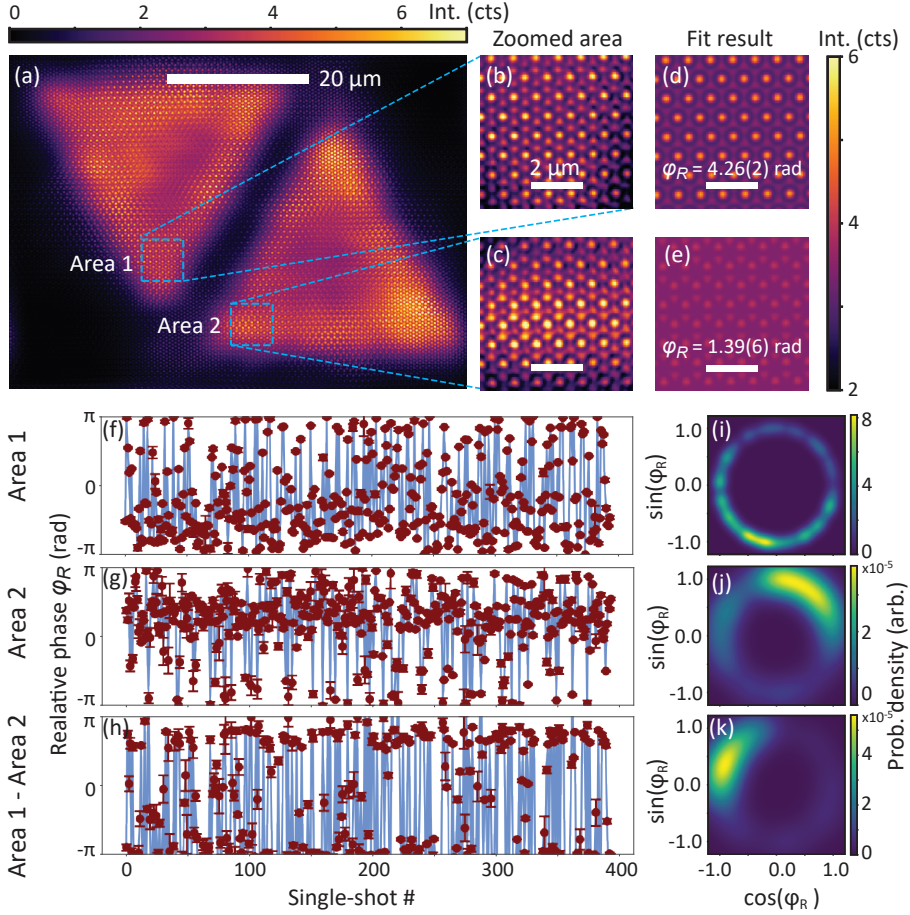 0 2 4 6 Int. (cts)
Zoomed area Fit result Int. (cts)
(a) 20 μm
(b) 2 μm
(d) φR = 4.26(2) rad
6
4
2
Area 1
Area 2
(c)
(e) φR = 1.39(6) rad
Area 1
Area 2
Area 1 - Area 2
Realative phase φR (rad)
π (f)
0
-π
π (g)
0
-π
π (h)
0
-π
0 100 200 300 400
Single-shot #
sin(φR)
1.0 (i)
0.0
-1.0
8
4
0
sin(φR)
1.0 (j)
0.0
-1.0
x10-5
2
0
sin(φR)
1.0 (k)
0.0
-1.0
x10-5
4
2
0
Prob. density (arb.)
-1.0 0.0 1.0
cos(φR )